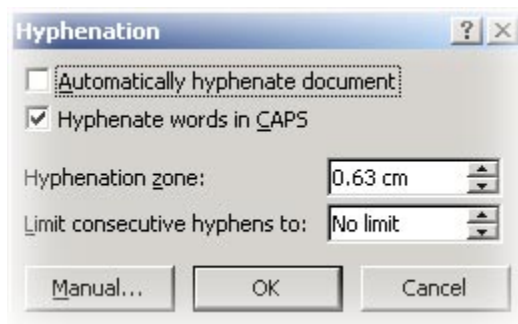 Hyphenation
Automatically hyphenate document
Hyphenate words in CAPS
Hyphenation zone: 0.63 cm
Limit consecutive hyphens to: No limit
Manual... OK Cancel